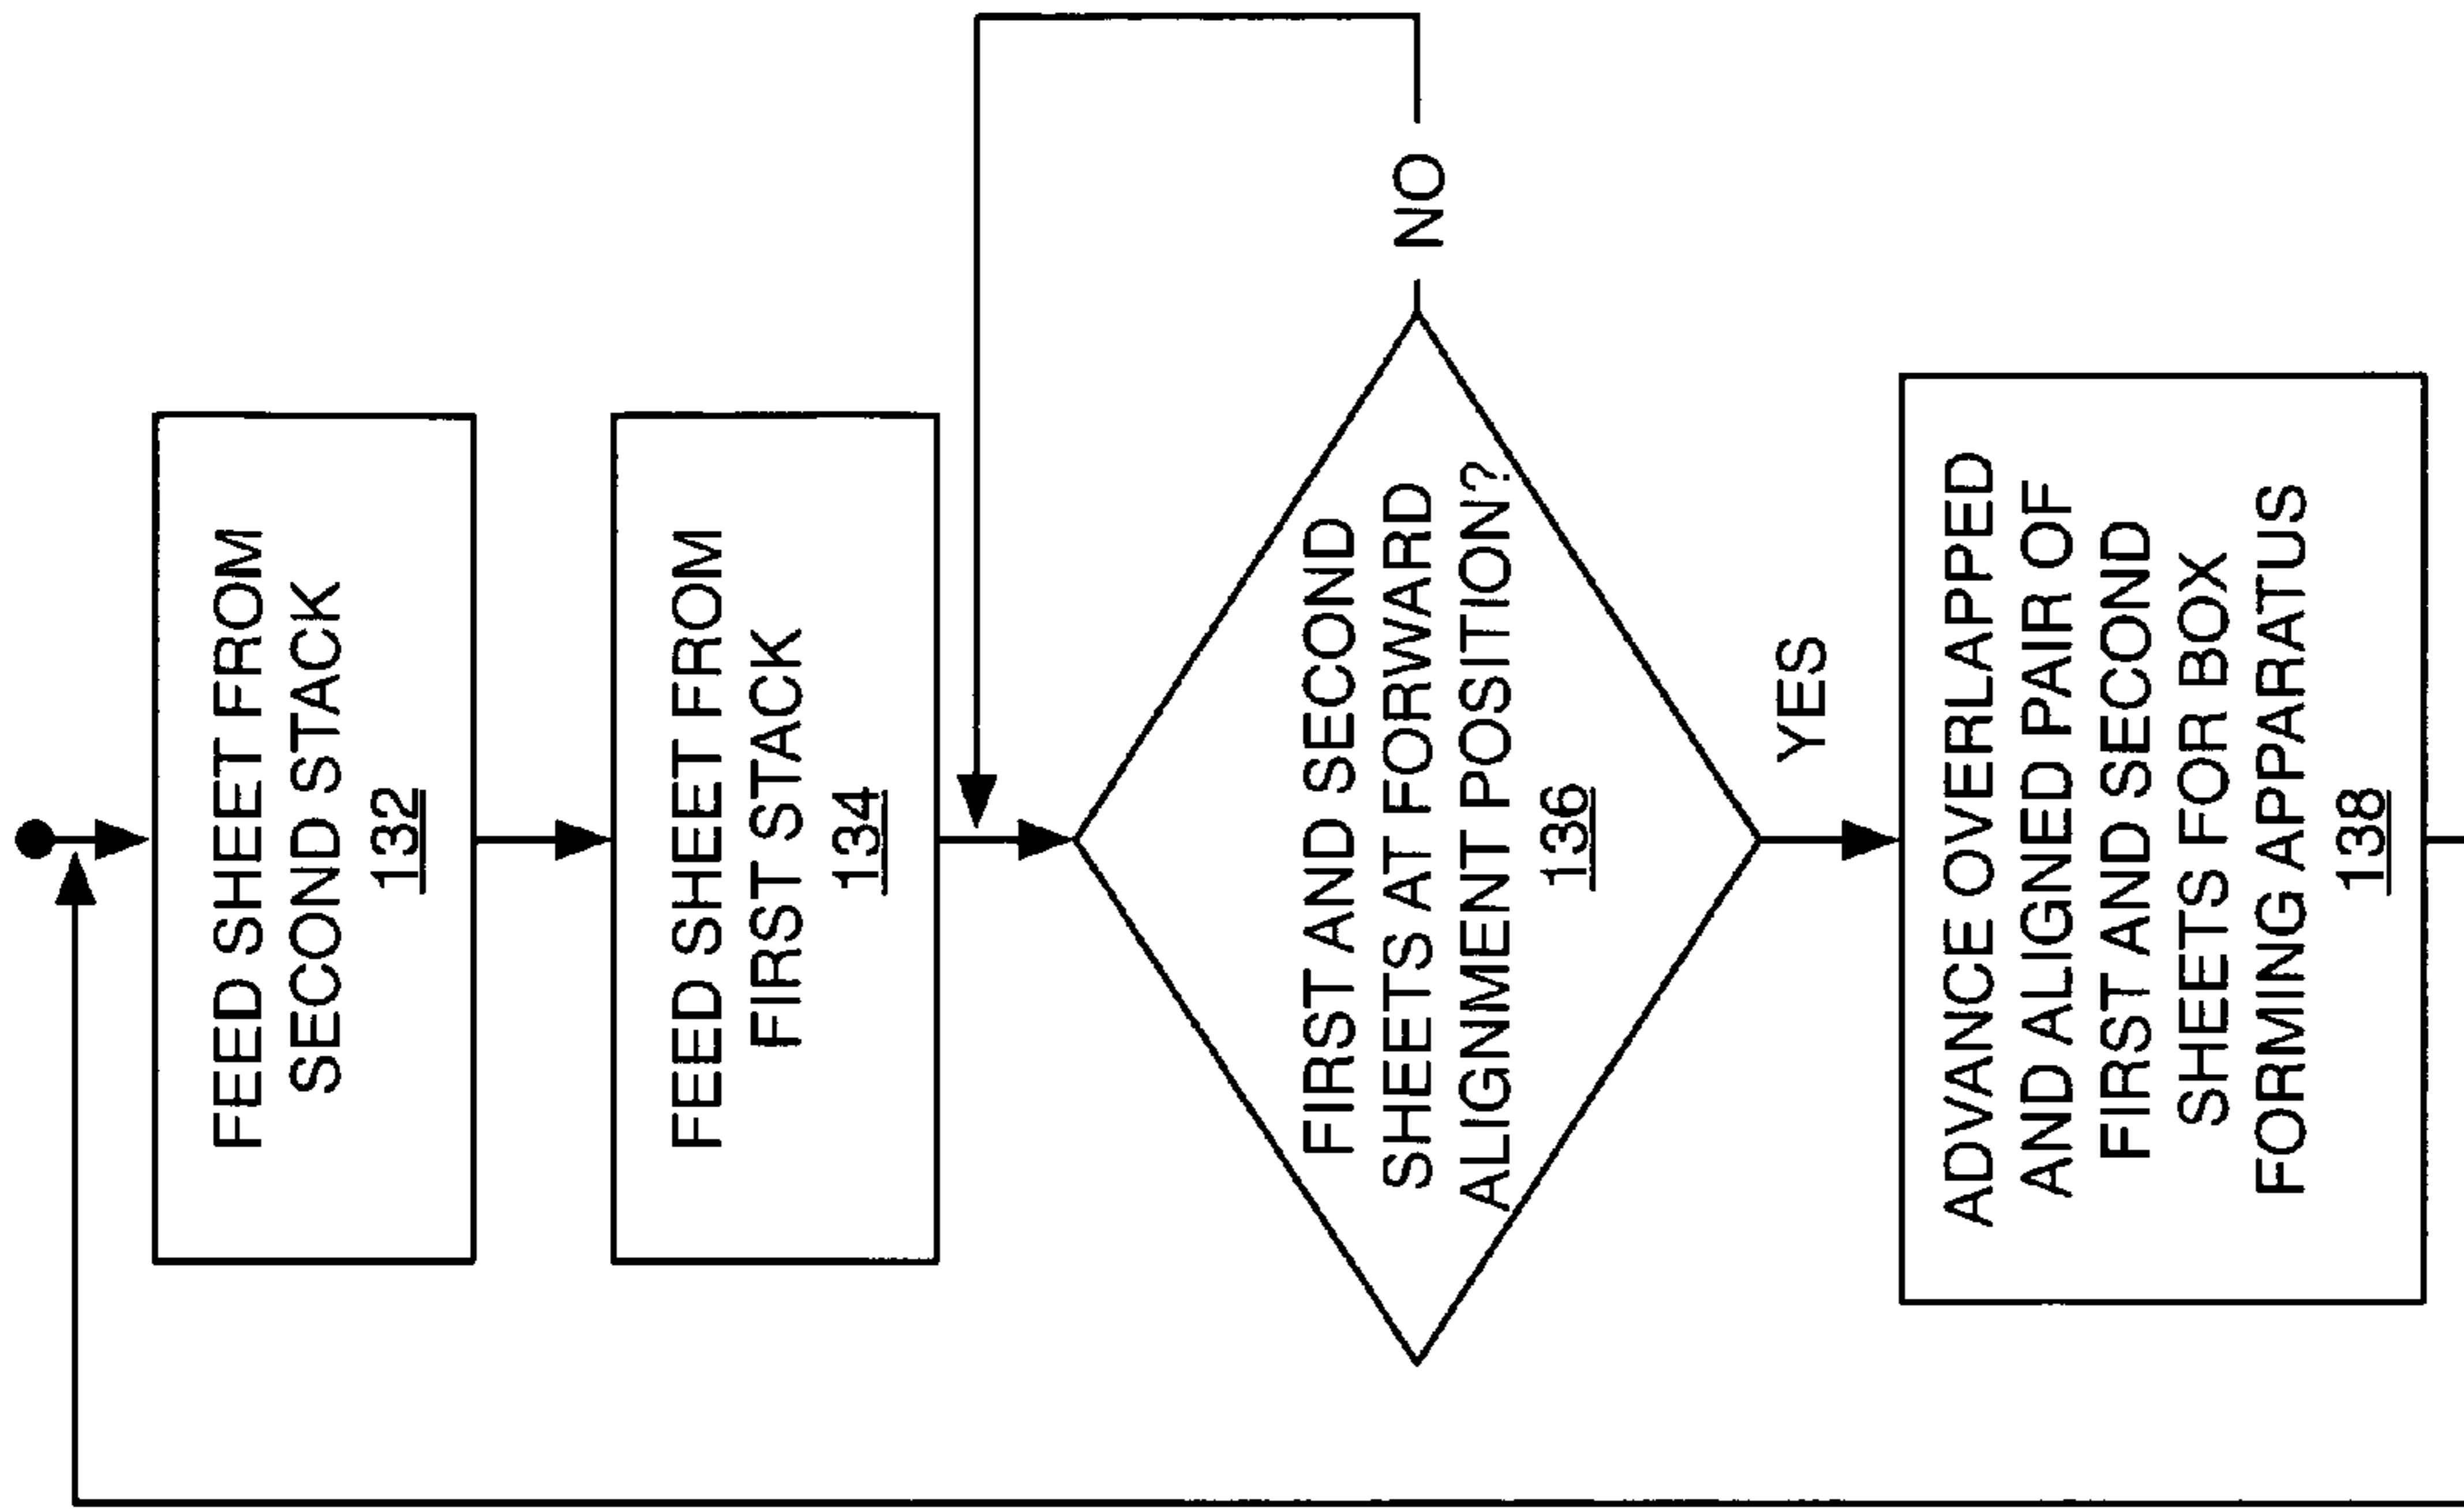 FEED SHEET FROM
SECOND STACK
132
FEED SHEET FROM
FIRST STACK
134
FIRST AND SECOND
SHEETS AT FORWARD
ALIGNMENT POSITION?
136
NO
YES
ADVANCE OVERLAPPED
AND ALIGNED PAIR OF
FIRST AND SECOND
SHEETS FOR BOX
FORMING APPARATUS
138